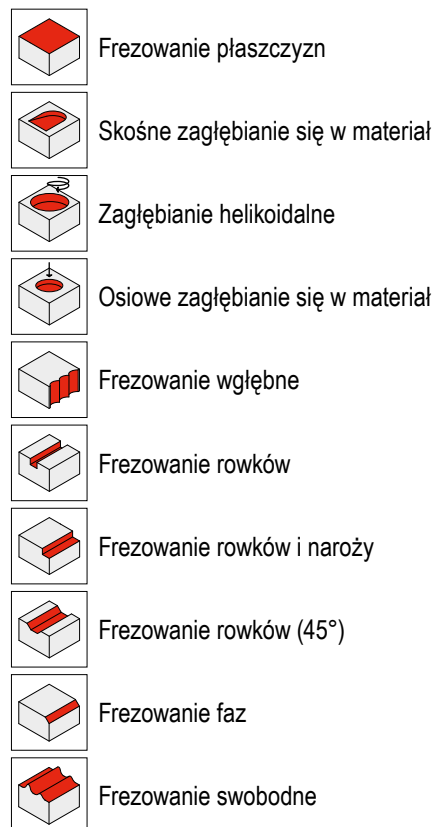 Frezowanie płaszczyzn
Skośne zagłębianie się w materiał
Zagłębianie helikoidalne
Osiowe zagłębianie się w materiał
Frezowanie wgłębne
Frezowanie rowków
Frezowanie rowków i naroży
Frezowanie rowków (45°)
Frezowanie faz
Frezowanie swobodne